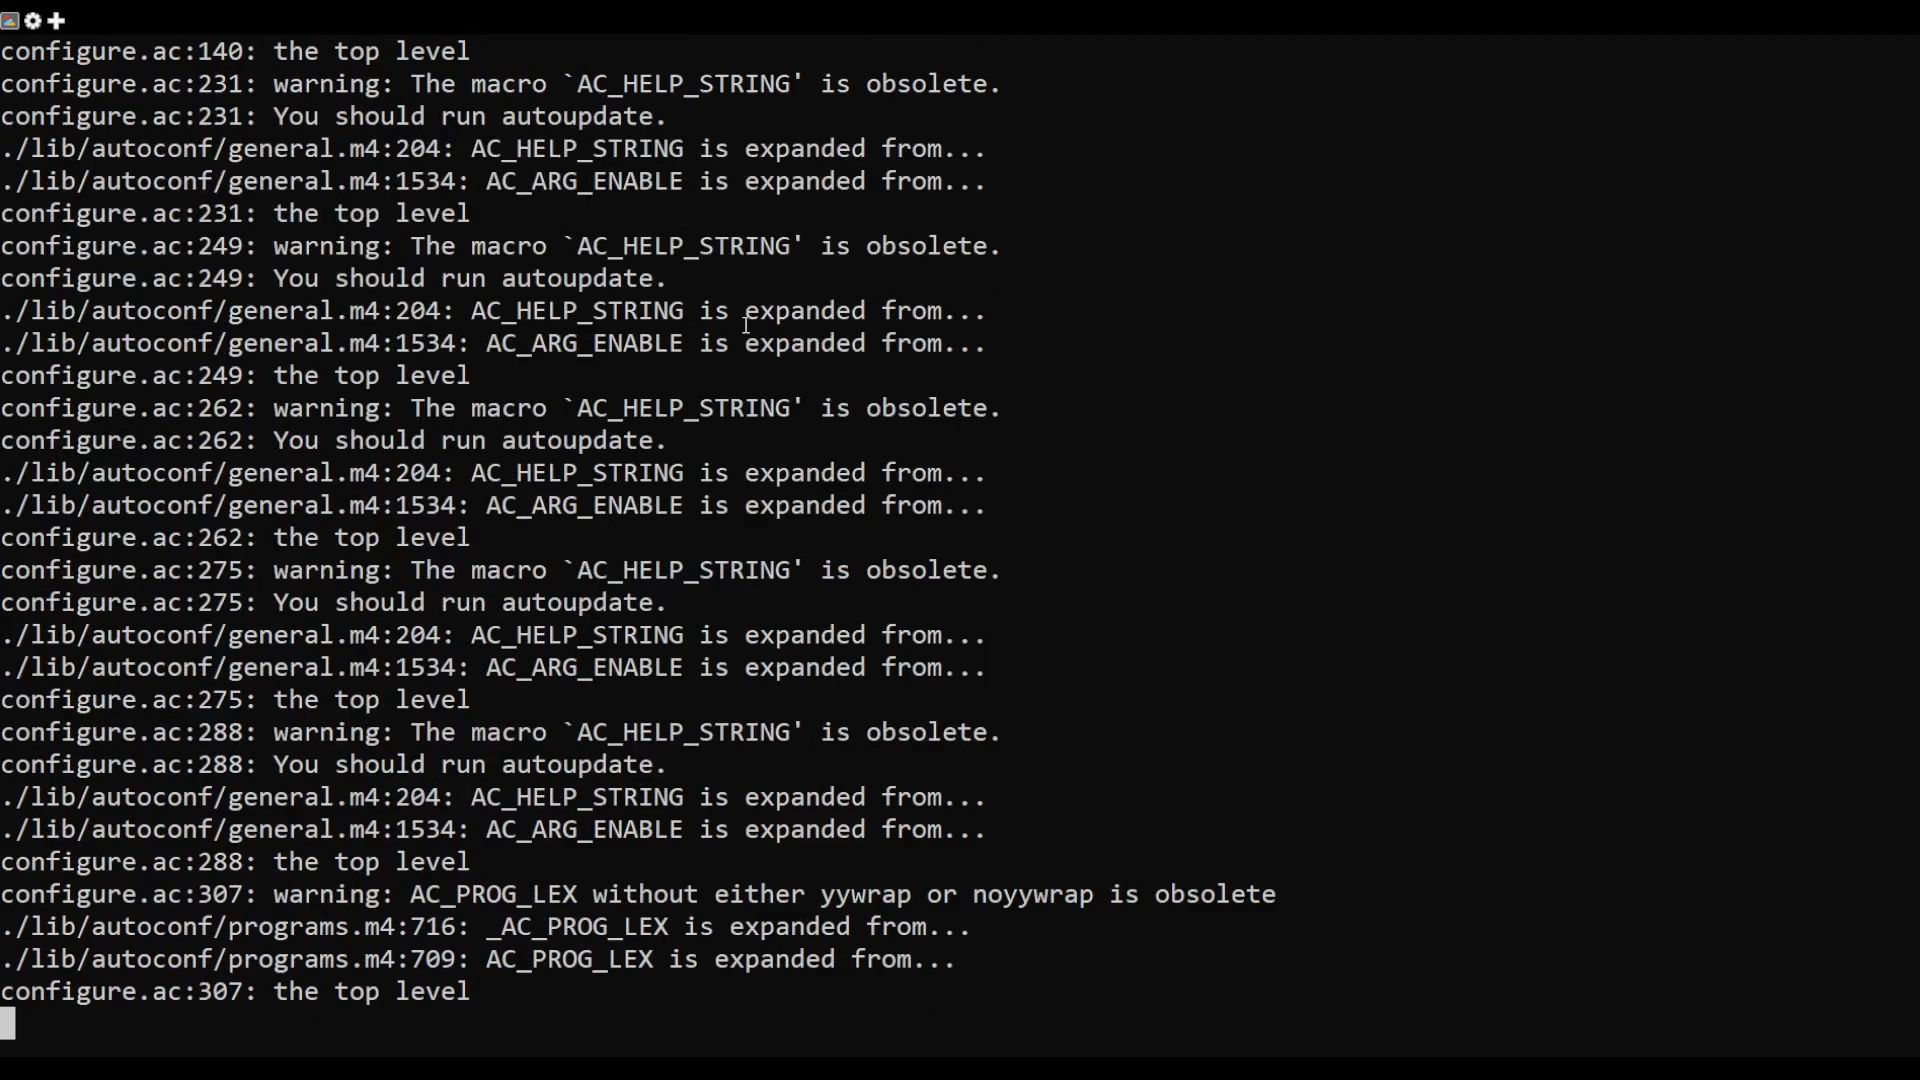 configure.ac:140: the top level
configure.ac:231: warning: The macro `AC_HELP_STRING' is obsolete.
configure.ac:231: You should run autoupdate.
./lib/autoconf/general.m4:204: AC_HELP_STRING is expanded from...
./lib/autoconf/general.m4:1534: AC_ARG_ENABLE is expanded from...
configure.ac:231: the top level
configure.ac:249: warning: The macro `AC_HELP_STRING' is obsolete.
configure.ac:249: You should run autoupdate.
./lib/autoconf/general.m4:204: AC_HELP_STRING is expanded from...
./lib/autoconf/general.m4:1534: AC_ARG_ENABLE is expanded from...
configure.ac:249: the top level
configure.ac:262: warning: The macro `AC_HELP_STRING' is obsolete.
configure.ac:262: You should run autoupdate.
./lib/autoconf/general.m4:204: AC_HELP_STRING is expanded from...
./lib/autoconf/general.m4:1534: AC_ARG_ENABLE is expanded from...
configure.ac:262: the top level
configure.ac:275: warning: The macro `AC_HELP_STRING' is obsolete.
configure.ac:275: You should run autoupdate.
./lib/autoconf/general.m4:204: AC_HELP_STRING is expanded from...
./lib/autoconf/general.m4:1534: AC_ARG_ENABLE is expanded from...
configure.ac:275: the top level
configure.ac:288: warning: The macro `AC_HELP_STRING' is obsolete.
configure.ac:288: You should run autoupdate.
./lib/autoconf/general.m4:204: AC_HELP_STRING is expanded from...
./lib/autoconf/general.m4:1534: AC_ARG_ENABLE is expanded from...
configure.ac:288: the top level
configure.ac:307: warning: AC_PROG_LEX without either yywrap or noyywrap is obsolete
./lib/autoconf/programs.m4:716: _AC_PROG_LEX is expanded from...
./lib/autoconf/programs.m4:709: AC_PROG_LEX is expanded from...
configure.ac:307: the top level